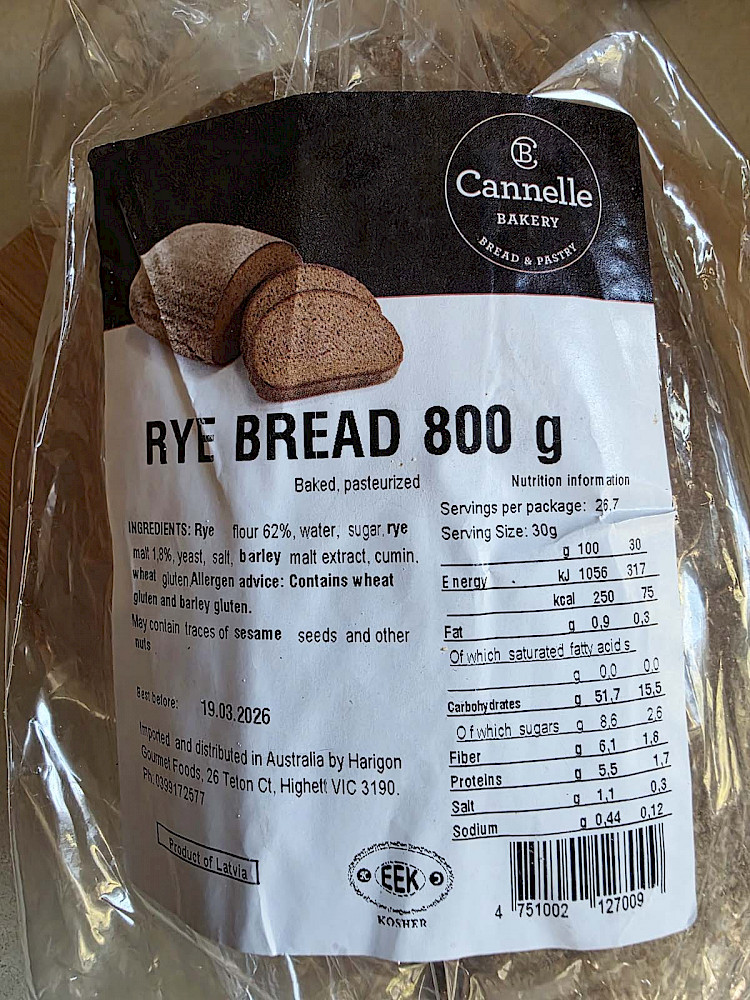 CB
Cannelle
BAKERY
BREAD & PASTRY
RYE BREAD 800 g
Baked, pasteurized
INGREDIENTS: Rye flour 62%, water, sugar, rye
malt 1,8%, yeast, salt, barley malt extract, cumin,
wheat gluten Allergen advice: Contains wheat
gluten and barley gluten.
May contain traces of sesame seeds and other
nuts
Best before: 19.03.2026
Imported and distributed in Australia by Harigon
Gourmet Foods, 26 Teton Ct, Highett VIC 3190.
Ph. 0399172577
Product of Latvia
Nutrition information
Servings per package: 26.7
Serving Size: 30g
g 100 30
Energy kJ 1056 317
kcal 250 75
Fat g 0,9 0,3
Of which saturated fatty acids
g 0,0 0,0
Carbohydrates g 51,7 15,5
Of which sugars g 8,6 2,6
Fiber g 6,1 1,8
Proteins g 5,5 1,7
Salt g 1,1 0,3
Sodium g 0,44 0,12
EEK
KOSHER
4 751002 127009